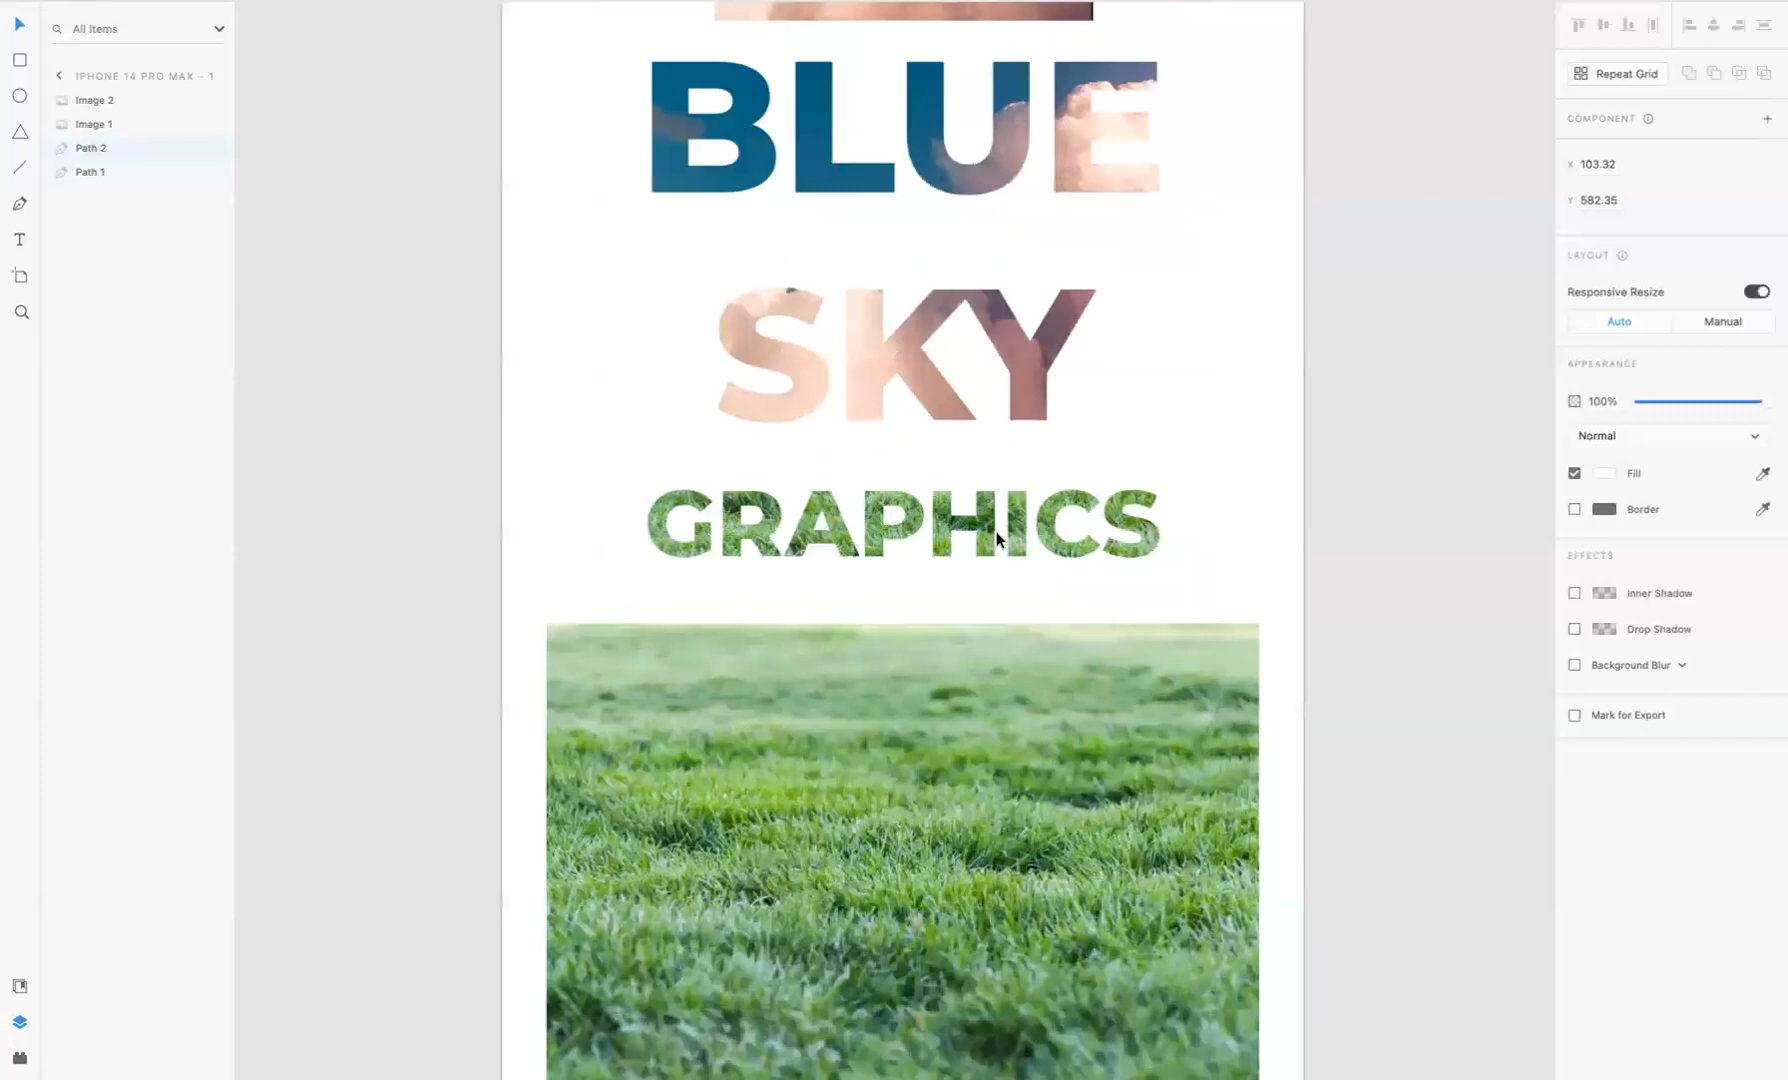 All Items
IPHONE 14 PRO MAX – 1
Image 2
Image 1
Path 2
Path 1
BLUE
SKY
GRAPHICS
Repeat Grid
COMPONENT
X 103.32
Y 582.35
LAYOUT
Responsive Resize
Auto Manual
APPEARANCE
100%
Normal
Fill
Border
EFFECTS
Inner Shadow
Drop Shadow
Background Blur
Mark for Export